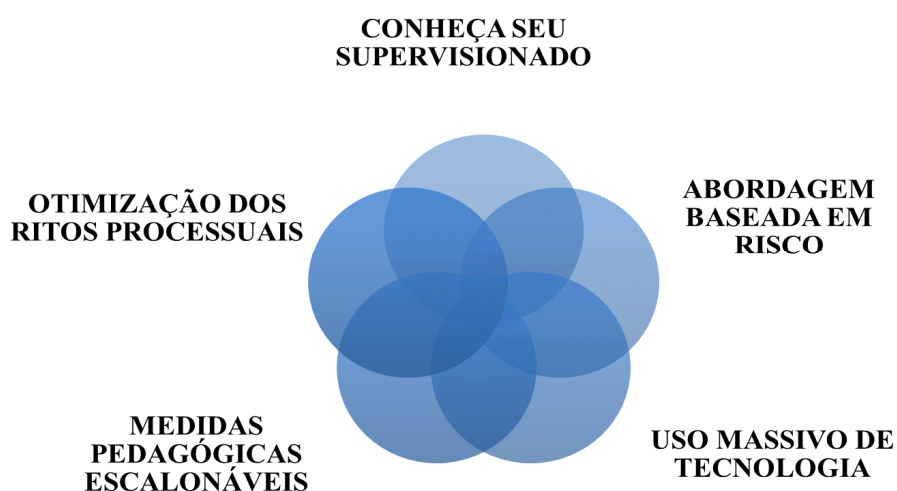 CONHEÇA SEU
SUPERVISIONADO
ABORDAGEM
BASEADA EM
RISCO
USO MASSIVO DE
TECNOLOGIA
MEDIDAS
PEDAGÓGICAS
ESCALONÁVEIS
OTIMIZAÇÃO DOS
RITOS PROCESSUAIS